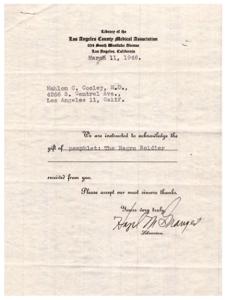 Library of the
Los Angeles County Medical Association
634 South Westlake Avenue
Los Angeles, California
March 11, 1946.
Mahlon C. Cooley, M.D.,
4266 S. Central Ave.,
Los Angeles 11, Calif.
We are instructed to acknowledge the
gift of pamphlet: The Negro Soldier
received from you.
Please accept our most sincere thanks.
Yours very truly,
Hazel M
Librarian.